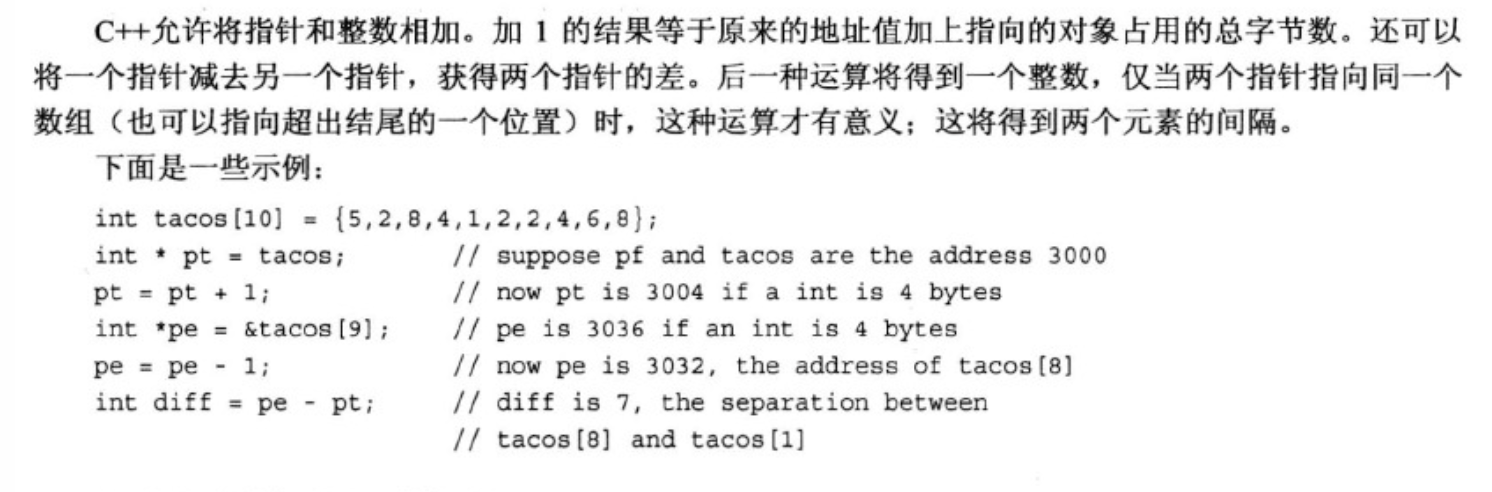 C++允许将指针和整数相加。加 1 的结果等于原来的地址值加上指向的对象占用的总字节数。还可以
将一个指针减去另一个指针，获得两个指针的差。后一种运算将得到一个整数，仅当两个指针指向同一个
数组（也可以指向超出结尾的一个位置）时，这种运算才有意义；这将得到两个元素的间隔。
下面是一些示例：
int tacos[10] = {5,2,8,4,1,2,2,4,6,8};
int * pt = tacos; // suppose pf and tacos are the address 3000
pt = pt + 1; // now pt is 3004 if a int is 4 bytes
int *pe = &tacos[9]; // pe is 3036 if an int is 4 bytes
pe = pe - 1; // now pe is 3032, the address of tacos[8]
int diff = pe - pt; // diff is 7, the separation between
// tacos[8] and tacos[1]